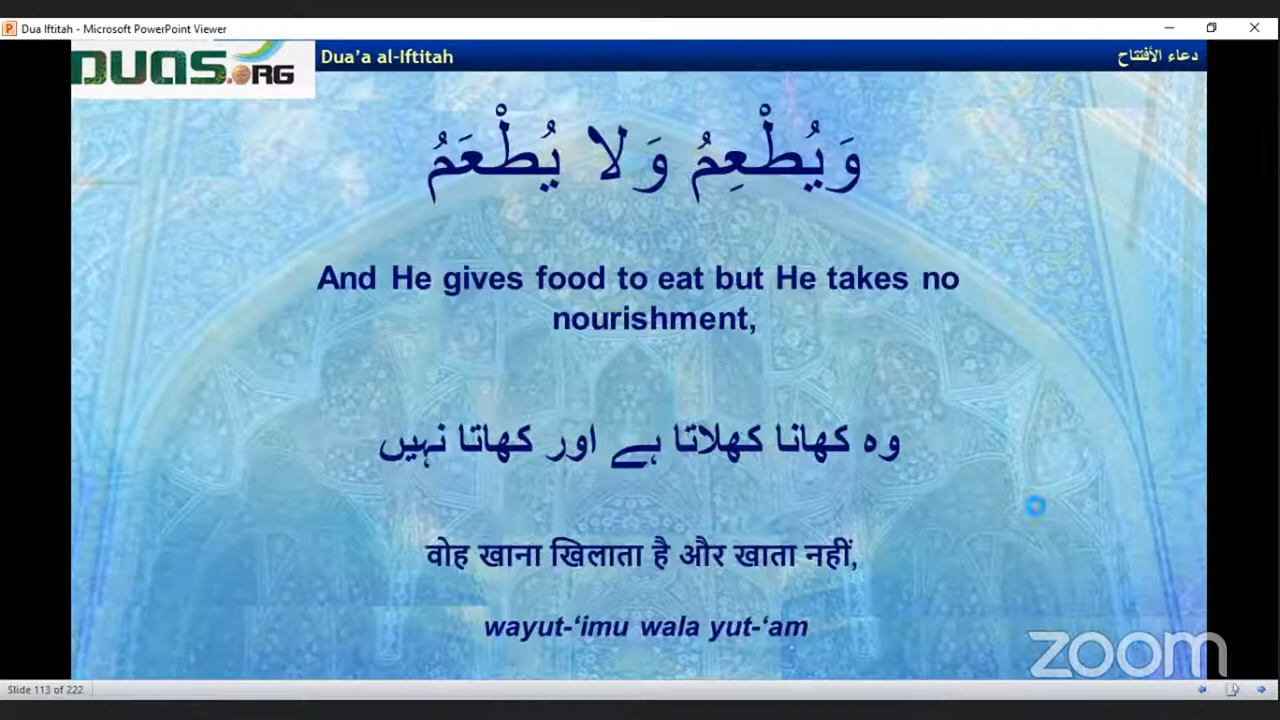 Dua Iftitah - Microsoft PowerPoint Viewer
DUAS.ORG
Dua’a al-Iftitah
دعاء الأفتتاح
وَيُطْعِمُ وَلا يُطْعَمُ
And He gives food to eat but He takes no
nourishment,
وہ کھانا کھلاتا ہے اور کھاتا نہیں
वोह खाना खिलाता है और खाता नहीं,
wayut-‘imu wala yut-‘am
zoom
Slide 113 of 222